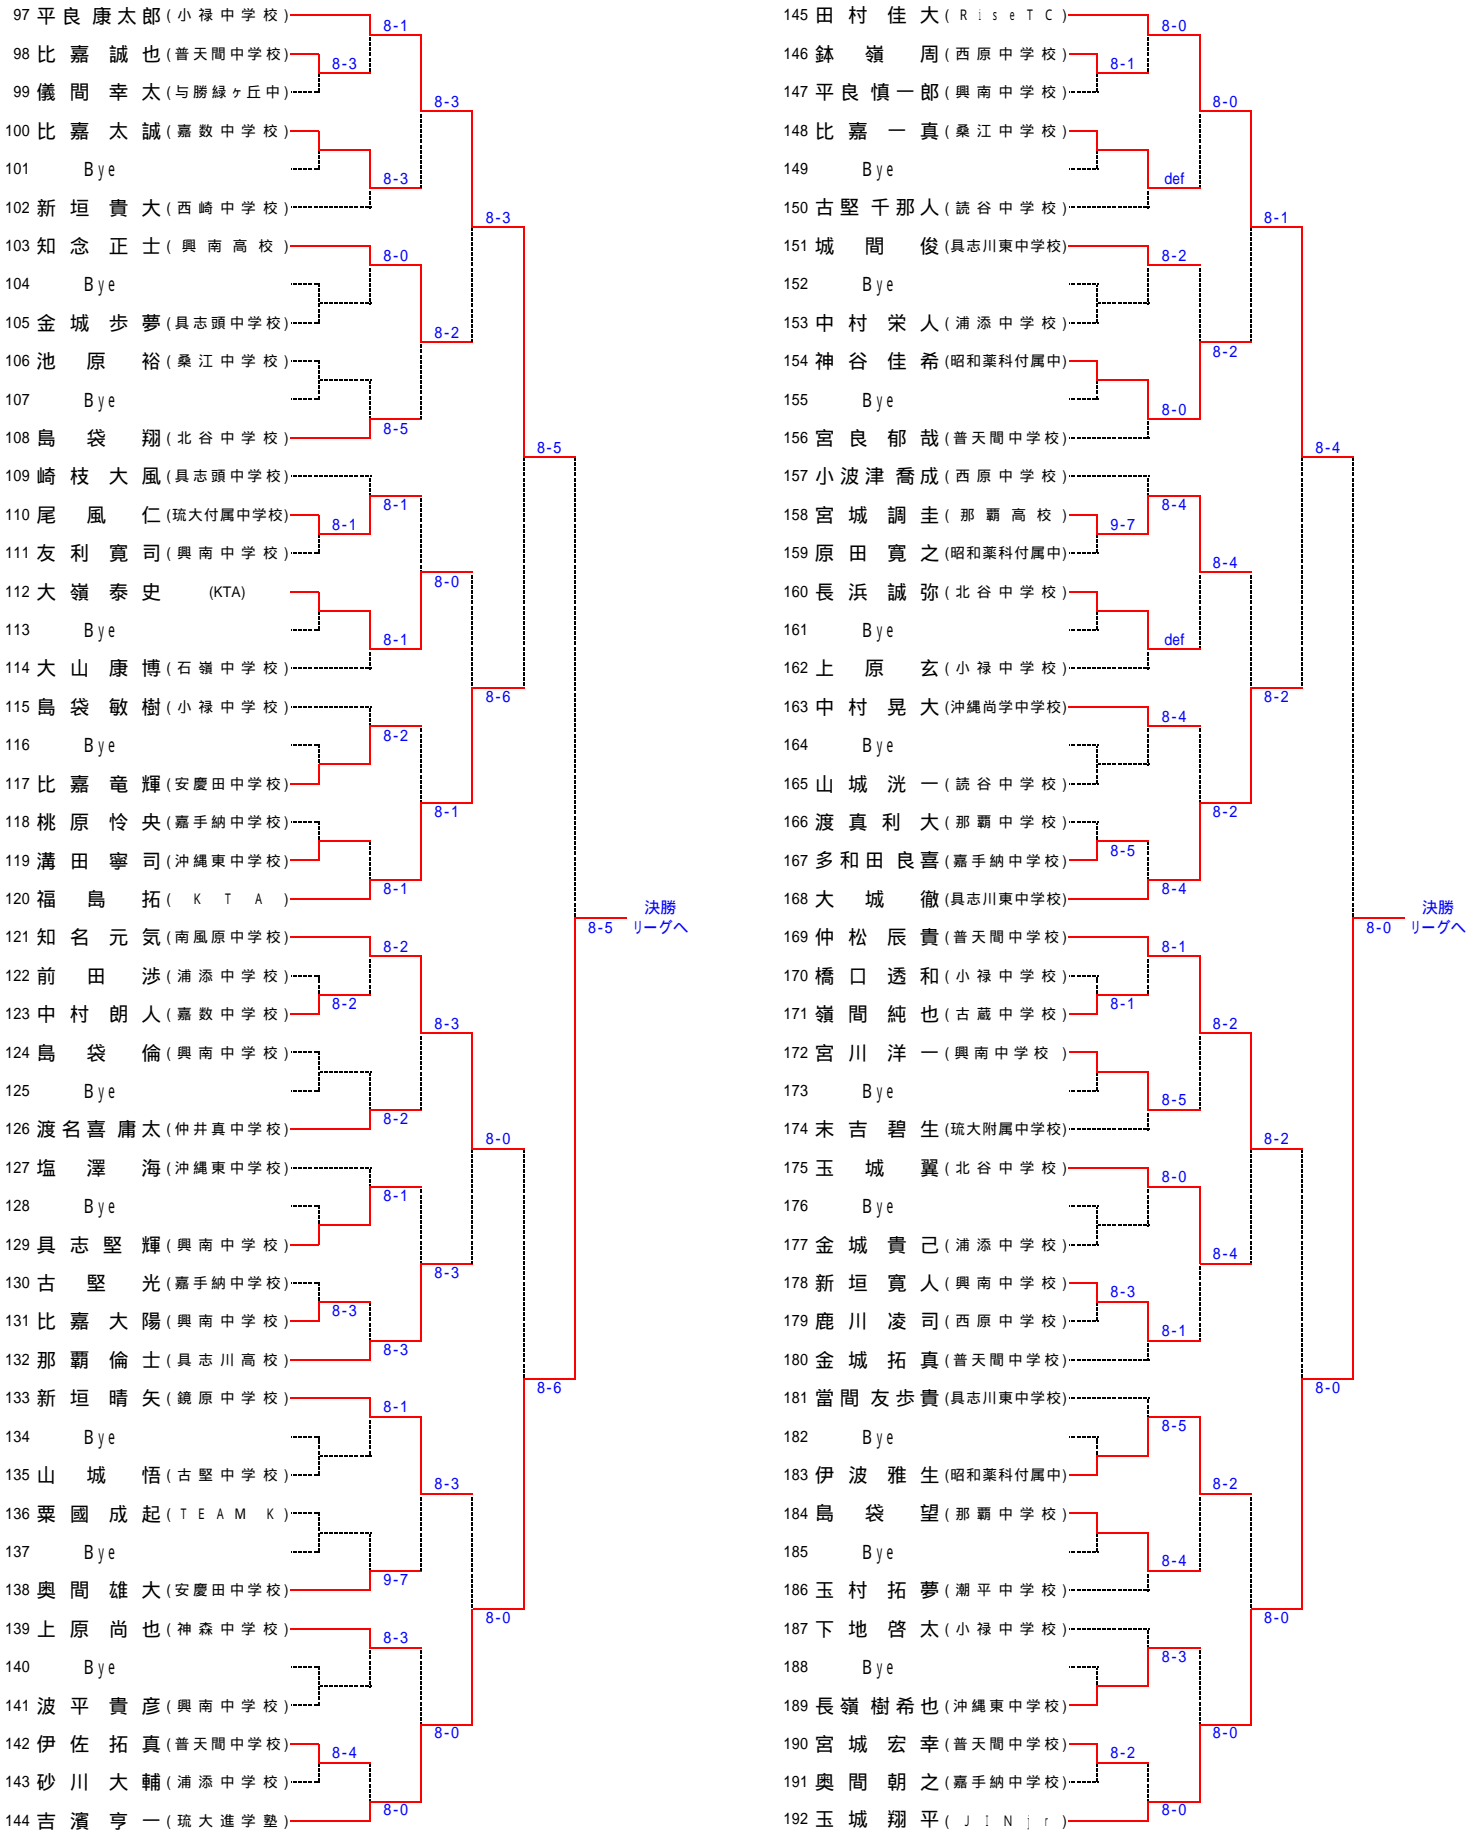 97 平良 康太郎 (小禄中学校)
8-1
98 比嘉 誠也 (普天間中学校)
8-3
99 儀間 幸太 (与勝緑ヶ丘中)
8-3
100 比嘉 太誠 (嘉数中学校)
101 Bye
8-3
102 新垣 貴大 (西崎中学校)
8-3
103 知念 正士 (興南高校)
8-0
104 Bye
105 金城 歩夢 (具志頭中学校)
8-2
106 池原 裕 (桑江中学校)
107 Bye
8-5
108 島袋 翔 (北谷中学校)
8-5
109 崎枝 大風 (具志頭中学校)
8-1
110 尾風 仁 (琉大付属中学校)
8-1
111 友利 寛司 (興南中学校)
8-0
112 大嶺 泰史 (KTA)
113 Bye
8-1
114 大山 康博 (石嶺中学校)
8-6
115 島袋 敏樹 (小禄中学校)
8-2
116 Bye
117 比嘉 竜輝 (安慶田中学校)
8-1
118 桃原 怜央 (嘉手納中学校)
119 溝田 寧司 (沖縄東中学校)
8-1
120 福島 拓 (KTA)
決勝
8-5 リーグへ
121 知名 元気 (南風原中学校)
8-2
122 前田 渉 (浦添中学校)
8-2
123 中村 朗人 (嘉数中学校)
8-3
124 島袋 倫 (興南中学校)
125 Bye
8-2
126 渡名喜 庸太 (仲井真中学校)
8-0
127 塩澤 海 (沖縄東中学校)
8-1
128 Bye
129 具志堅 輝 (興南中学校)
8-3
130 古堅 光 (嘉手納中学校)
8-3
131 比嘉 大陽 (興南中学校)
8-3
132 那覇 倫士 (具志川高校)
8-6
133 新垣 晴矢 (鏡原中学校)
8-1
134 Bye
135 山城 悟 (古堅中学校)
8-3
136 粟國 成起 (TEAM K)
137 Bye
9-7
138 奥間 雄大 (安慶田中学校)
8-0
139 上原 尚也 (神森中学校)
8-3
140 Bye
141 波平 貴彦 (興南中学校)
8-0
142 伊佐 拓真 (普天間中学校)
8-4
143 砂川 大輔 (浦添中学校)
8-0
144 吉濱 亨一 (琉大進学塾)
145 田村 佳大 (RiseTC)
8-0
146 鉢嶺 周 (西原中学校)
8-1
147 平良 慎一郎 (興南中学校)
8-0
148 比嘉 一真 (桑江中学校)
149 Bye
def
150 古堅 千那人 (読谷中学校)
8-1
151 城間 俊 (具志川東中学校)
8-2
152 Bye
153 中村 栄人 (浦添中学校)
8-2
154 神谷 佳希 (昭和薬科付属中)
155 Bye
8-0
156 宮良 郁哉 (普天間中学校)
8-4
157 小波津 喬成 (西原中学校)
8-4
158 宮城 調圭 (那覇高校)
9-7
159 原田 寛之 (昭和薬科付属中)
8-4
160 長浜 誠弥 (北谷中学校)
161 Bye
def
162 上原 玄 (小禄中学校)
8-2
163 中村 晃大 (沖縄尚学中学校)
8-4
164 Bye
165 山城 洸一 (読谷中学校)
8-2
166 渡真利 大 (那覇中学校)
8-5
167 多和田 良喜 (嘉手納中学校)
8-4
168 大城 徹 (具志川東中学校)
決勝
8-0 リーグへ
169 仲松 辰貴 (普天間中学校)
8-1
170 橋口 透和 (小禄中学校)
8-1
171 嶺間 純也 (古蔵中学校)
8-2
172 宮川 洋一 (興南中学校)
173 Bye
8-5
174 末吉 碧生 (琉大附属中学校)
8-2
175 玉城 翼 (北谷中学校)
8-0
176 Bye
177 金城 貴己 (浦添中学校)
8-4
178 新垣 寛人 (興南中学校)
8-3
179 鹿川 凌司 (西原中学校)
8-1
180 金城 拓真 (普天間中学校)
8-0
181 當間 友歩貴 (具志川東中学校)
8-5
182 Bye
183 伊波 雅生 (昭和薬科付属中)
8-2
184 島袋 望 (那覇中学校)
185 Bye
8-4
186 玉村 拓夢 (潮平中学校)
8-0
187 下地 啓太 (小禄中学校)
8-3
188 Bye
189 長嶺 樹希也 (沖縄東中学校)
8-0
190 宮城 宏幸 (普天間中学校)
8-2
191 奥間 朝之 (嘉手納中学校)
8-0
192 玉城 翔平 (JINjr)